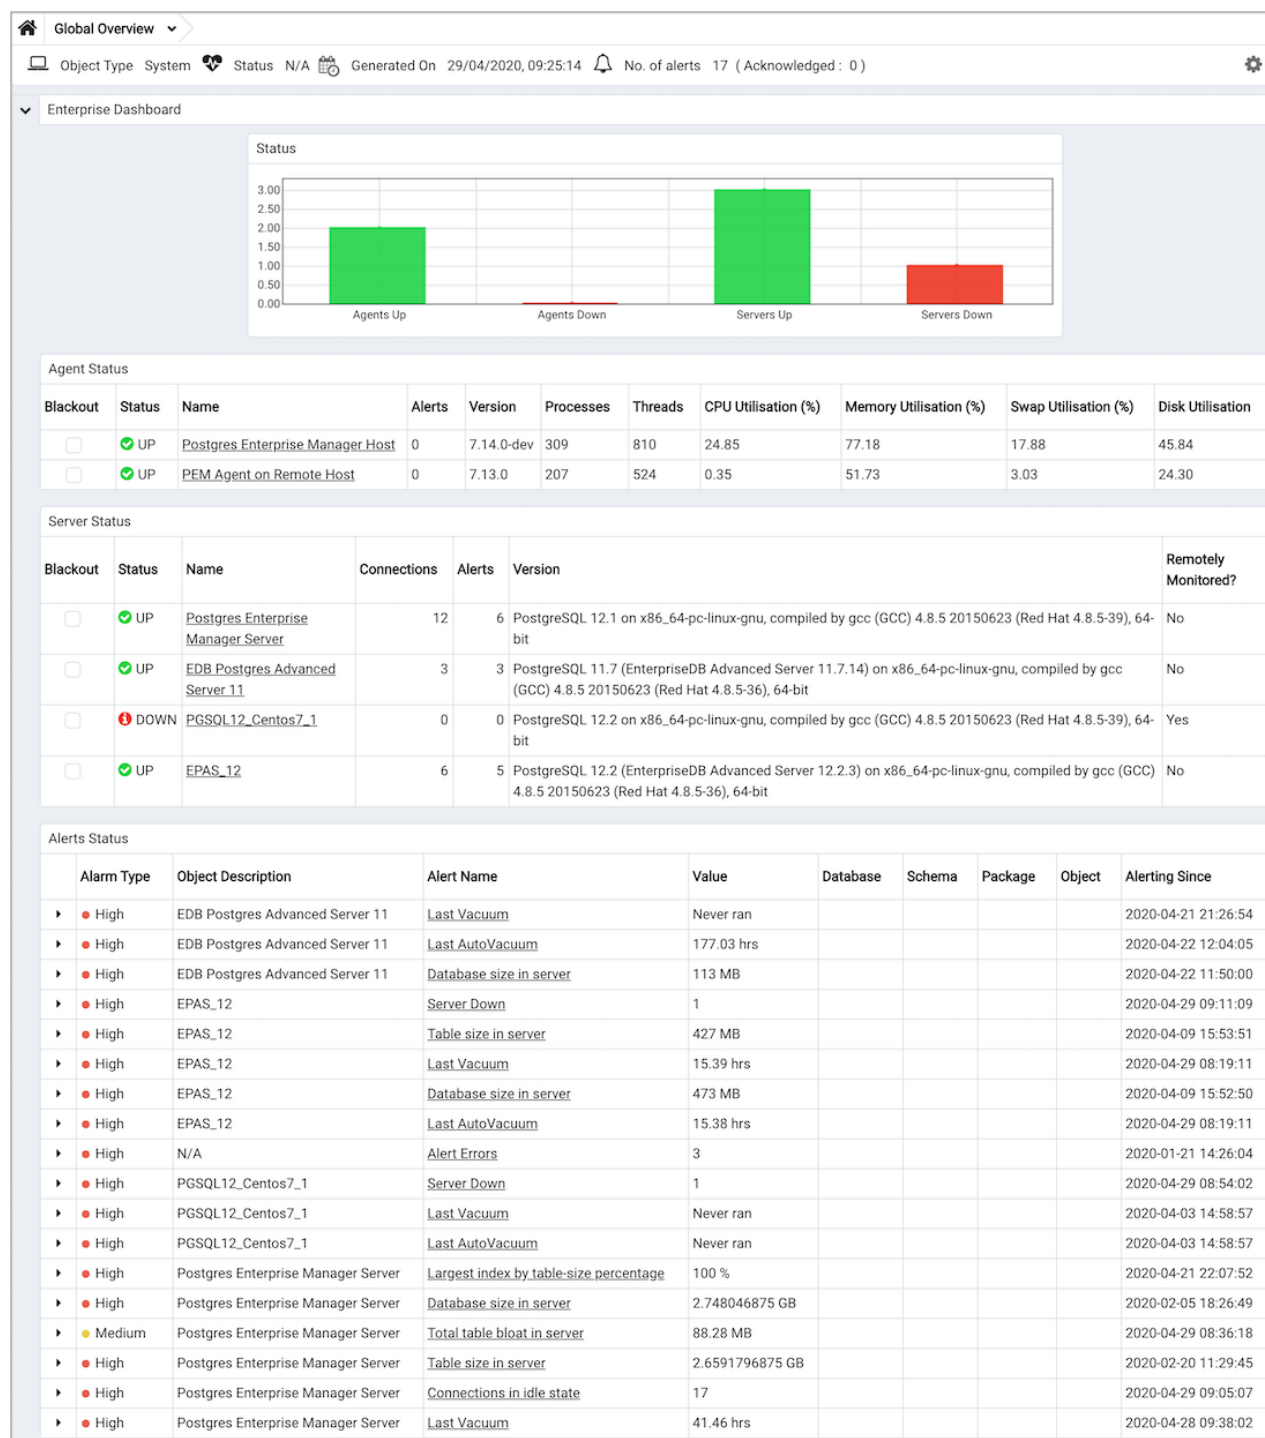 Global Overview
Object Type System Status N/A Generated On 29/04/2020, 09:25:14 No. of alerts 17 ( Acknowledged : 0 )
Enterprise Dashboard
Status
3.00
2.50
2.00
1.50
1.00
0.50
0.00
Agents Up Agents Down Servers Up Servers Down
Agent Status
Blackout Status Name Alerts Version Processes Threads CPU Utilisation (%) Memory Utilisation (%) Swap Utilisation (%) Disk Utilisation
UP Postgres Enterprise Manager Host 0 7.14.0-dev 309 810 24.85 77.18 17.88 45.84
UP PEM Agent on Remote Host 0 7.13.0 207 524 0.35 51.73 3.03 24.30
Server Status
Blackout Status Name Connections Alerts Version Remotely
Monitored?
UP Postgres Enterprise 12 6 PostgreSQL 12.1 on x86_64-pc-linux-gnu, compiled by gcc (GCC) 4.8.5 20150623 (Red Hat 4.8.5-39), 64- No
Manager Server bit
UP EDB Postgres Advanced 3 3 PostgreSQL 11.7 (EnterpriseDB Advanced Server 11.7.14) on x86_64-pc-linux-gnu, compiled by gcc No
Server 11 (GCC) 4.8.5 20150623 (Red Hat 4.8.5-36), 64-bit
DOWN PGSQL12_Centos7_1 0 0 PostgreSQL 12.2 on x86_64-pc-linux-gnu, compiled by gcc (GCC) 4.8.5 20150623 (Red Hat 4.8.5-39), 64- Yes
bit
UP EPAS_12 6 5 PostgreSQL 12.2 (EnterpriseDB Advanced Server 12.2.3) on x86_64-pc-linux-gnu, compiled by gcc (GCC) No
4.8.5 20150623 (Red Hat 4.8.5-36), 64-bit
Alerts Status
Alarm Type Object Description Alert Name Value Database Schema Package Object Alerting Since
High EDB Postgres Advanced Server 11 Last Vacuum Never ran 2020-04-21 21:26:54
High EDB Postgres Advanced Server 11 Last AutoVacuum 177.03 hrs 2020-04-22 12:04:05
High EDB Postgres Advanced Server 11 Database size in server 113 MB 2020-04-22 11:50:00
High EPAS_12 Server Down 1 2020-04-29 09:11:09
High EPAS_12 Table size in server 427 MB 2020-04-09 15:53:51
High EPAS_12 Last Vacuum 15.39 hrs 2020-04-29 08:19:11
High EPAS_12 Database size in server 473 MB 2020-04-09 15:52:50
High EPAS_12 Last AutoVacuum 15.38 hrs 2020-04-29 08:19:11
High N/A Alert Errors 3 2020-01-21 14:26:04
High PGSQL12_Centos7_1 Server Down 1 2020-04-29 08:54:02
High PGSQL12_Centos7_1 Last Vacuum Never ran 2020-04-03 14:58:57
High PGSQL12_Centos7_1 Last AutoVacuum Never ran 2020-04-03 14:58:57
High Postgres Enterprise Manager Server Largest index by table-size percentage 100 % 2020-04-21 22:07:52
High Postgres Enterprise Manager Server Database size in server 2.748046875 GB 2020-02-05 18:26:49
Medium Postgres Enterprise Manager Server Total table bloat in server 88.28 MB 2020-04-29 08:36:18
High Postgres Enterprise Manager Server Table size in server 2.6591796875 GB 2020-02-20 11:29:45
High Postgres Enterprise Manager Server Connections in idle state 17 2020-04-29 09:05:07
High Postgres Enterprise Manager Server Last Vacuum 41.46 hrs 2020-04-28 09:38:02